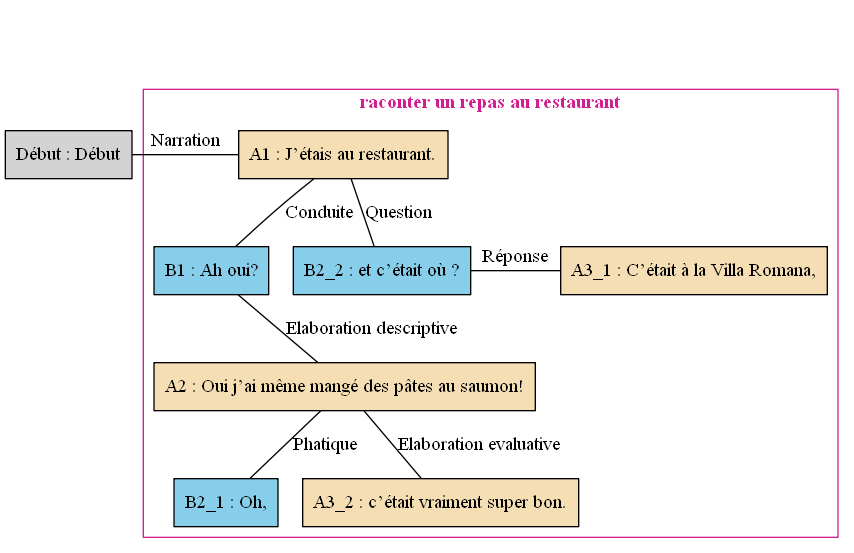 raconter un repas au restaurant
Début : Début
Narration
A1 : J’étais au restaurant.
Conduite
Question
B1 : Ah oui?
B2_2 : et c’était où ?
Réponse
A3_1 : C’était à la Villa Romana,
Elaboration descriptive
A2 : Oui j’ai même mangé des pâtes au saumon!
Phatique
Elaboration evaluative
B2_1 : Oh,
A3_2 : c’était vraiment super bon.